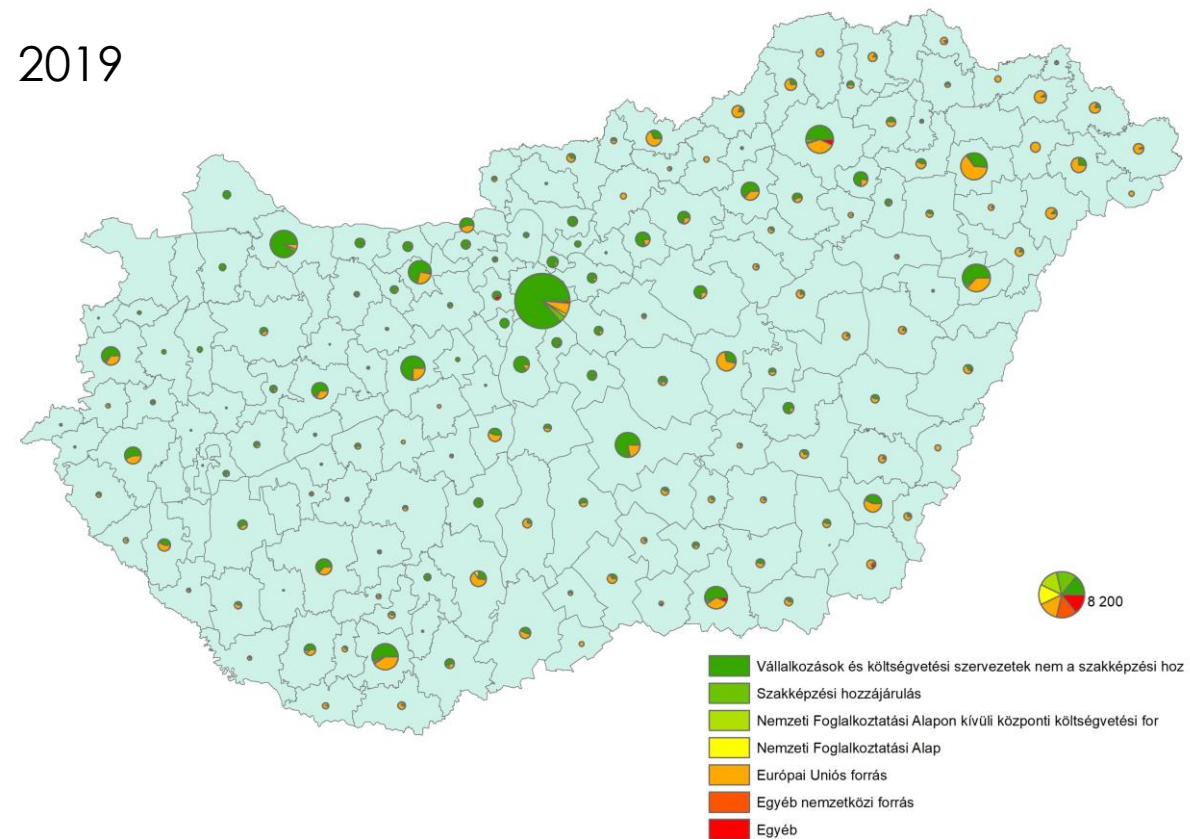 2019
8 200
Vállalkozások és költségvetési szervezetek nem a szakképzési hoz
Szakképzési hozzájárulás
Nemzeti Foglalkoztatási Alapon kívüli központi költségvetési for
Nemzeti Foglalkoztatási Alap
Európai Uniós forrás
Egyéb nemzetközi forrás
Egyéb